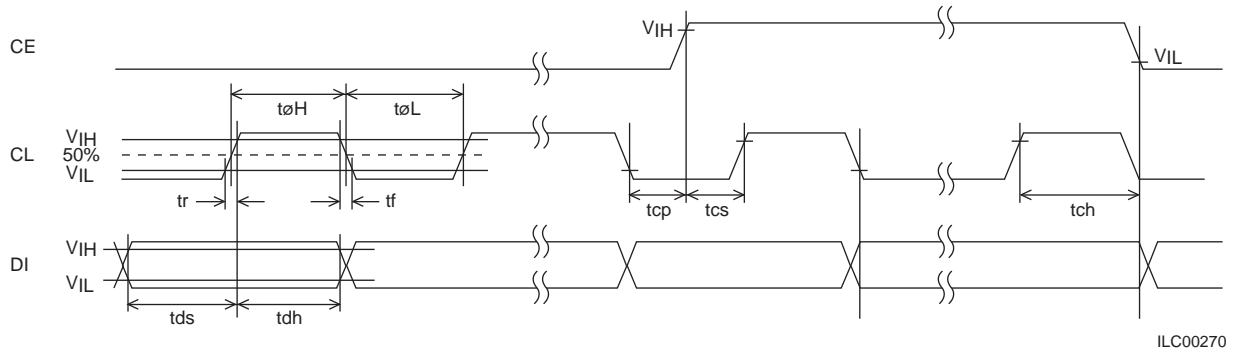 CE
VIH
VIL
tøH
tøL
VIH
CL
50%
VIL
tr
tf
tcp
tcs
tch
VIH
DI
VIL
tds
tdh
ILC00270